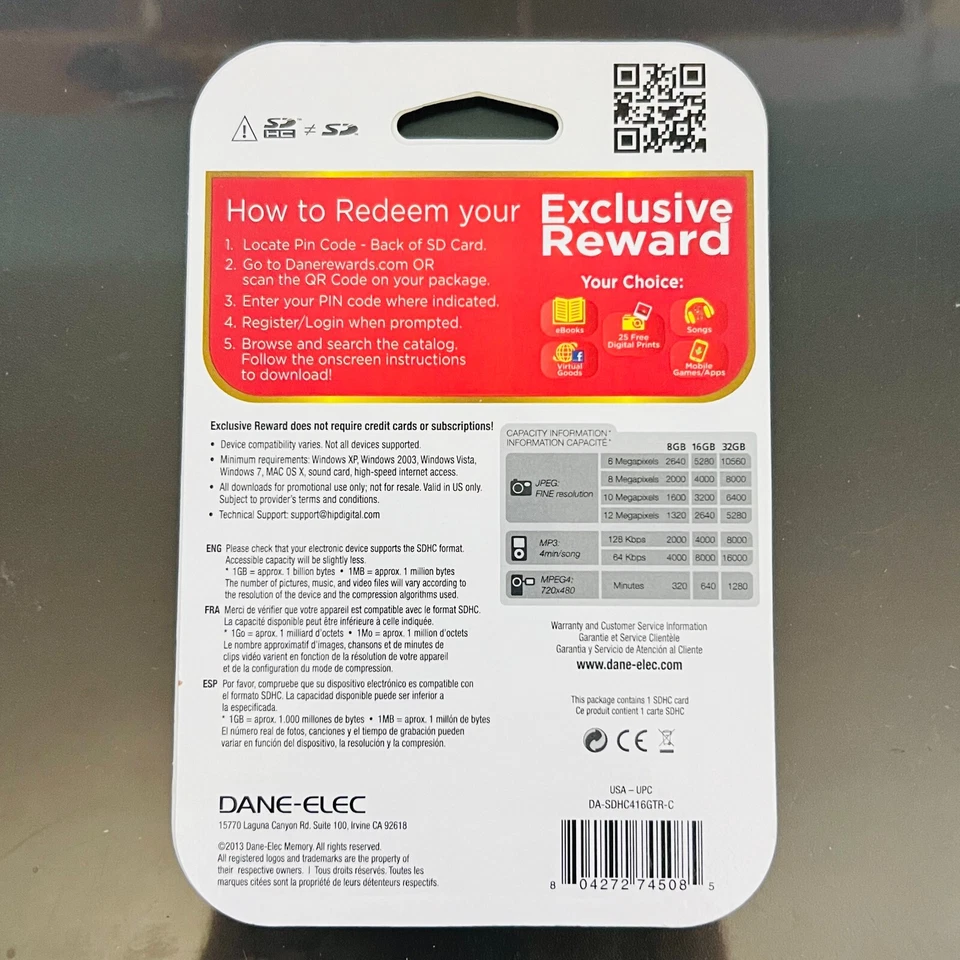 SD HC™ ≠ SD™
How to Redeem your
1. Locate Pin Code - Back of SD Card.
2. Go to Danerewards.com OR
scan the QR Code on your package.
3. Enter your PIN code where indicated.
4. Register/Login when prompted.
5. Browse and search the catalog.
Follow the onscreen instructions
to download!
Exclusive
Reward
Your Choice:
eBooks
25 Free
Digital Prints
Songs
Virtual
Goods
Mobile
Games/Apps
Exclusive Reward does not require credit cards or subscriptions!
• Device compatibility varies. Not all devices supported.
• Minimum requirements: Windows XP, Windows 2003, Windows Vista,
Windows 7, MAC OS X, sound card, high-speed internet access.
• All downloads for promotional use only; not for resale. Valid in US only.
Subject to provider's terms and conditions.
• Technical Support: support@hipdigital.com
CAPACITY INFORMATION*
INFORMATION CAPACITÉ*
8GB 16GB 32GB
JPEG:
FINE resolution
6 Megapixels 2640 5280 10560
8 Megapixels 2000 4000 8000
10 Megapixels 1600 3200 6400
12 Megapixels 1320 2640 5280
MP3:
4min/song
128 Kbps 2000 4000 8000
64 Kbps 4000 8000 16000
MPEG4:
720x480
Minutes 320 640 1280
ENG Please check that your electronic device supports the SDHC format.
Accessible capacity will be slightly less.
* 1GB = approx. 1 billion bytes • 1MB = approx. 1 million bytes
The number of pictures, music, and video files will vary according to
the resolution of the device and the compression algorithms used.
FRA Merci de vérifier que votre appareil est compatible avec le format SDHC.
La capacité disponible peut être inférieure à celle indiquée.
* 1Go = aprox. 1 milliard d'octets • 1Mo = aprox. 1 million d'octets
Le nombre approximatif d'images, chansons et de minutes de
clips vidéo varient en fonction de la résolution de votre appareil
et de la configuration du mode de compression.
ESP Por favor, compruebe que su dispositivo electrónico es compatible con
el formato SDHC. La capacidad disponible puede ser inferior a
la especificada.
* 1GB = aprox. 1.000 millones de bytes • 1MB = aprox. 1 millón de bytes
El número real de fotos, canciones y el tiempo de grabación pueden
variar en función del dispositivo, la resolución y la compresión.
Warranty and Customer Service Information
Garantie et Service Clientèle
Garantía y Servicio de Atención al Cliente
www.dane-elec.com
This package contains 1 SDHC card
Ce produit contient 1 carte SDHC
CE
DANE-ELEC
15770 Laguna Canyon Rd. Suite 100, Irvine CA 92618
©2013 Dane-Elec Memory. All rights reserved.
All registered logos and trademarks are the property of
their respective owners. I Tous droits réservés. Toutes les
marques citées sont la propriété de leurs détenteurs respectifs.
USA – UPC
DA-SDHC416GTR-C
8 04272 74508 5